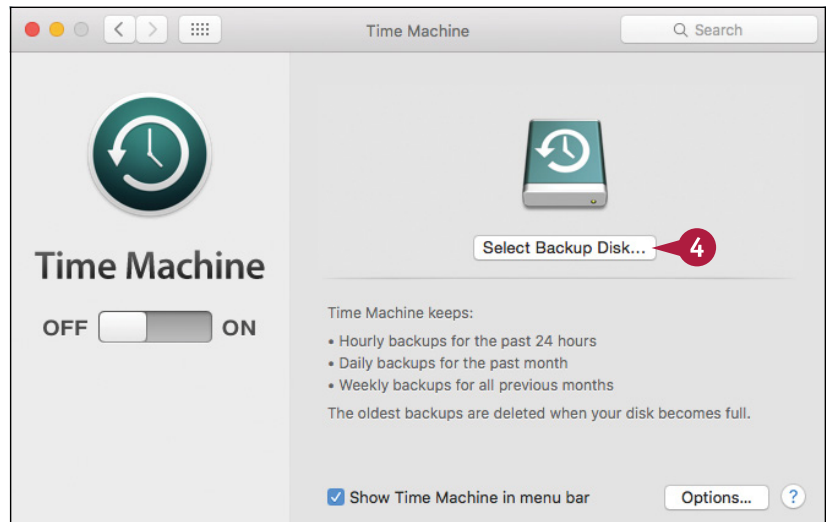 Time Machine
Search
Time Machine
OFF ON
Select Backup Disk...
4
Time Machine keeps:
• Hourly backups for the past 24 hours
• Daily backups for the past month
• Weekly backups for all previous months
The oldest backups are deleted when your disk becomes full.
Show Time Machine in menu bar
Options...
?